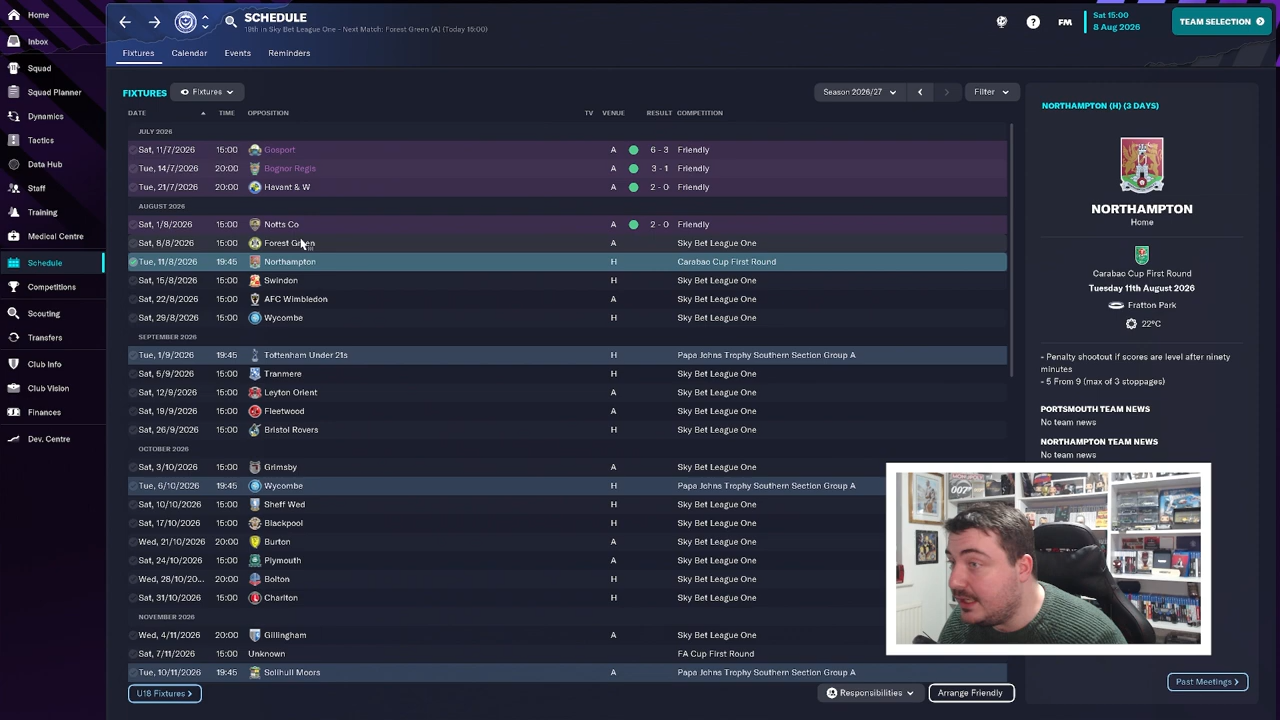 Home
Inbox
Squad
Squad Planner
Dynamics
Tactics
Data Hub
Staff
Training
Medical Centre
Schedule
Competitions
Scouting
Transfers
Club Info
Club Vision
Finances
Dev. Centre
SCHEDULE
19th in Sky Bet League One - Next Match: Forest Green (A) (Today 15:00)
FM
Sat 15:00
8 Aug 2026
TEAM SELECTION
Fixtures Calendar Events Reminders
FIXTURES Fixtures Season 2026/27 Filter
DATE TIME OPPOSITION TV VENUE RESULT COMPETITION
JULY 2026
Sat, 11/7/2026 15:00 Gosport A 6 - 3 Friendly
Tue, 14/7/2026 20:00 Bognor Regis A 3 - 1 Friendly
Tue, 21/7/2026 20:00 Havant & W A 2 - 0 Friendly
AUGUST 2026
Sat, 1/8/2026 15:00 Notts Co A 2 - 0 Friendly
Sat, 8/8/2026 15:00 Forest Green A Sky Bet League One
Tue, 11/8/2026 19:45 Northampton H Carabao Cup First Round
Sat, 15/8/2026 15:00 Swindon H Sky Bet League One
Sat, 22/8/2026 15:00 AFC Wimbledon A Sky Bet League One
Sat, 29/8/2026 15:00 Wycombe H Sky Bet League One
SEPTEMBER 2026
Tue, 1/9/2026 19:45 Tottenham Under 21s H Papa Johns Trophy Southern Section Group A
Sat, 5/9/2026 15:00 Tranmere H Sky Bet League One
Sat, 12/9/2026 15:00 Leyton Orient A Sky Bet League One
Sat, 19/9/2026 15:00 Fleetwood A Sky Bet League One
Sat, 26/9/2026 15:00 Bristol Rovers H Sky Bet League One
OCTOBER 2026
Sat, 3/10/2026 15:00 Grimsby A Sky Bet League One
Tue, 6/10/2026 19:45 Wycombe H Papa Johns Trophy Southern Section Group A
Sat, 10/10/2026 15:00 Sheff Wed H Sky Bet League One
Sat, 17/10/2026 15:00 Blackpool A Sky Bet League One
Wed, 21/10/2026 20:00 Burton A Sky Bet League One
Sat, 24/10/2026 15:00 Plymouth A Sky Bet League One
Wed, 28/10/20... 20:00 Bolton H Sky Bet League One
Sat, 31/10/2026 15:00 Charlton H Sky Bet League One
NOVEMBER 2026
Wed, 4/11/2026 20:00 Gillingham A Sky Bet League One
Sat, 7/11/2026 15:00 Unknown FA Cup First Round
Tue, 10/11/2026 19:45 Solihull Moors A Papa Johns Trophy Southern Section Group A
U18 Fixtures
Responsibilities
Arrange Friendly
NORTHAMPTON (H) (3 DAYS)
NORTHAMPTON
Home
Carabao Cup First Round
Tuesday 11th August 2026
Fratton Park
22°C
- Penalty shootout if scores are level after ninety
minutes
- 5 From 9 (max of 3 stoppages)
PORTSMOUTH TEAM NEWS
No team news
NORTHAMPTON TEAM NEWS
No team news
007
Past Meetings